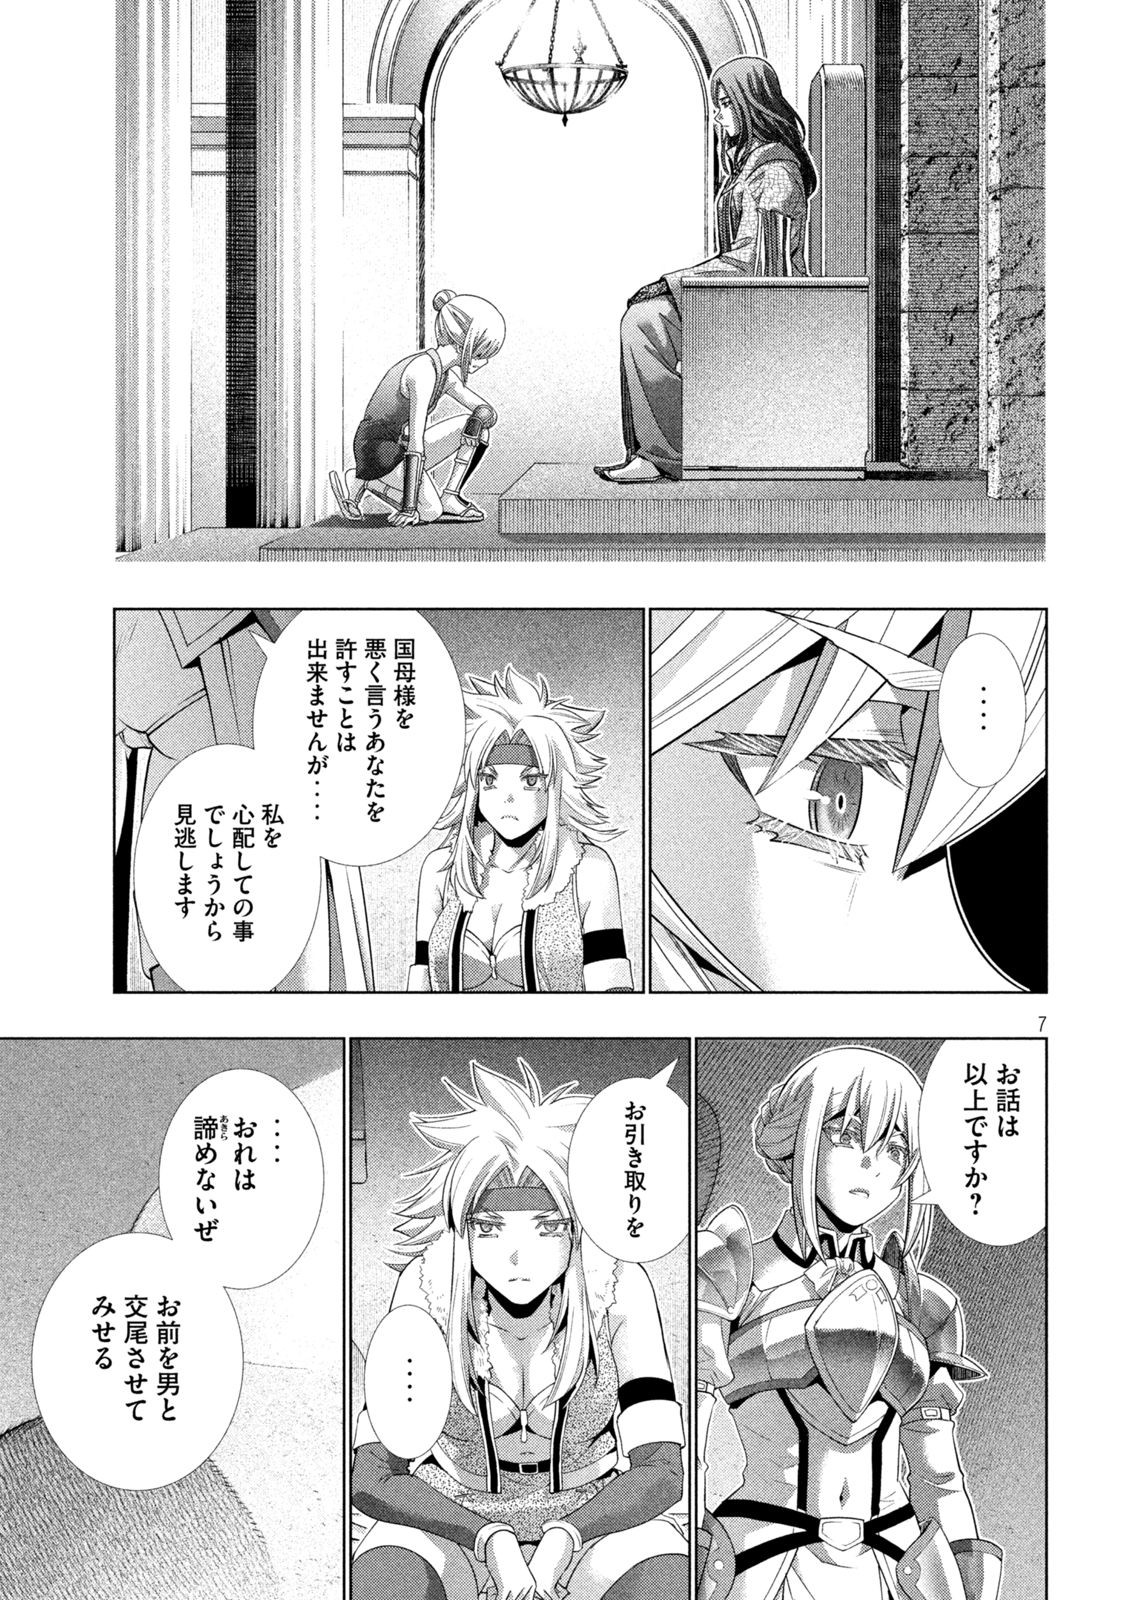 ・・・・
国母様を
悪く言うあなたを
許すことは
出来ませんが・・・・
私を
心配しての事
でしょうから
見逃します
7
お話は
以上ですか？
お引き取りを
・・・・
・・・・
おれは
諦めないぜ
あきら
お前を男と
交尾させて
みせる